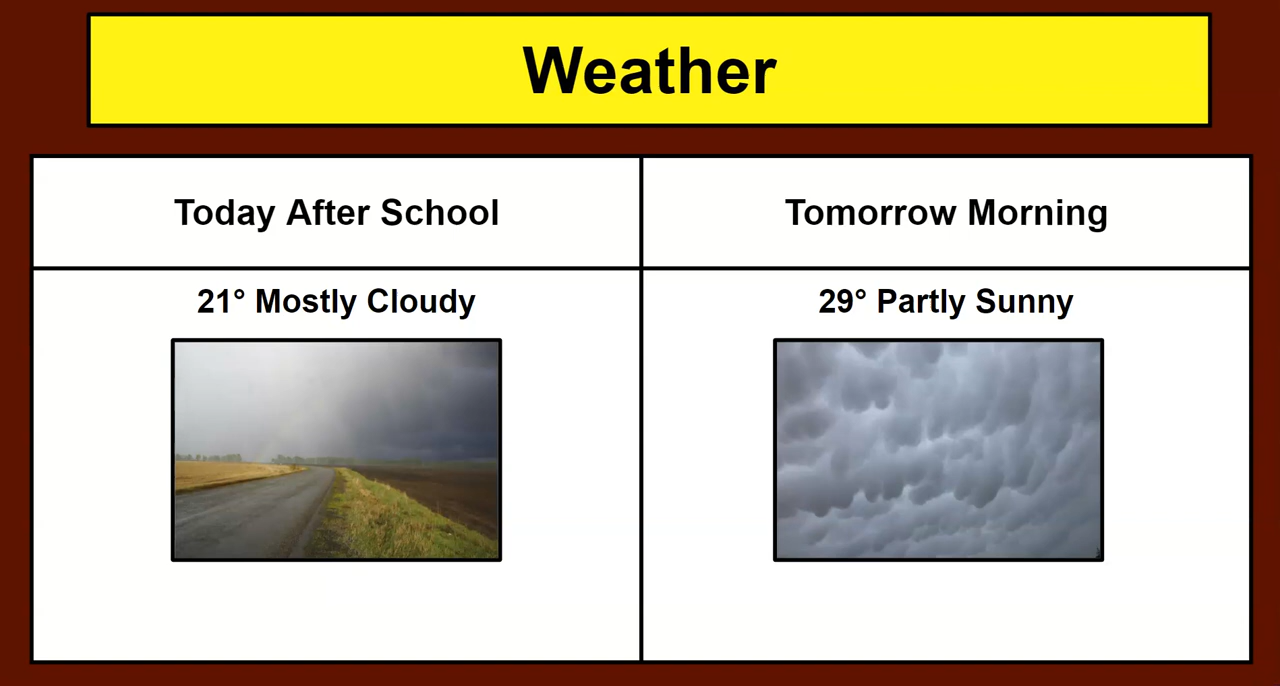 Weather
Today After School
Tomorrow Morning
21° Mostly Cloudy
29° Partly Sunny